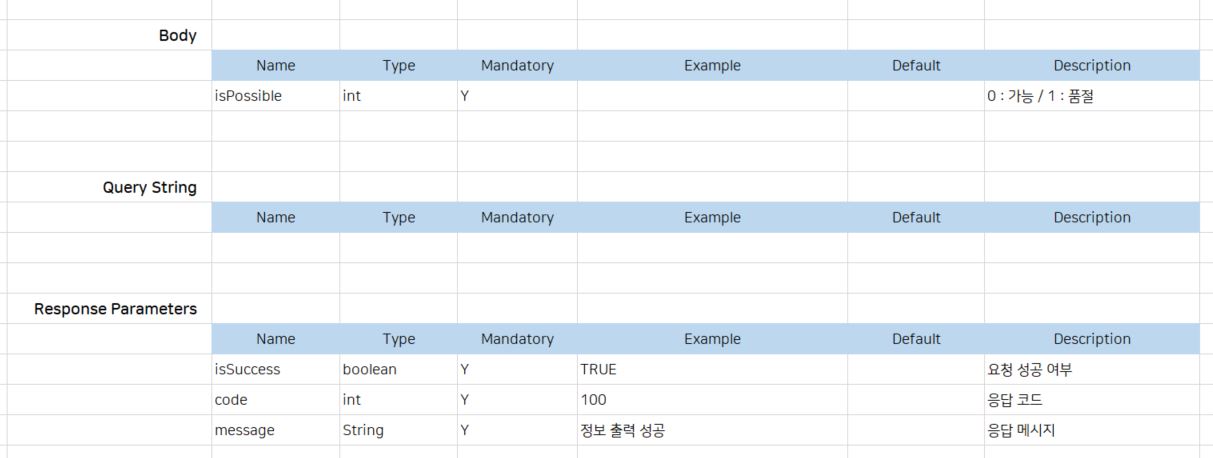 Body
Name Type Mandatory Example Default Description
isPossible int Y 0 : 가능 / 1 : 품절
Query String
Name Type Mandatory Example Default Description
Response Parameters
Name Type Mandatory Example Default Description
isSuccess boolean Y TRUE 요청 성공 여부
code int Y 100 응답 코드
message String Y 정보 출력 성공 응답 메시지